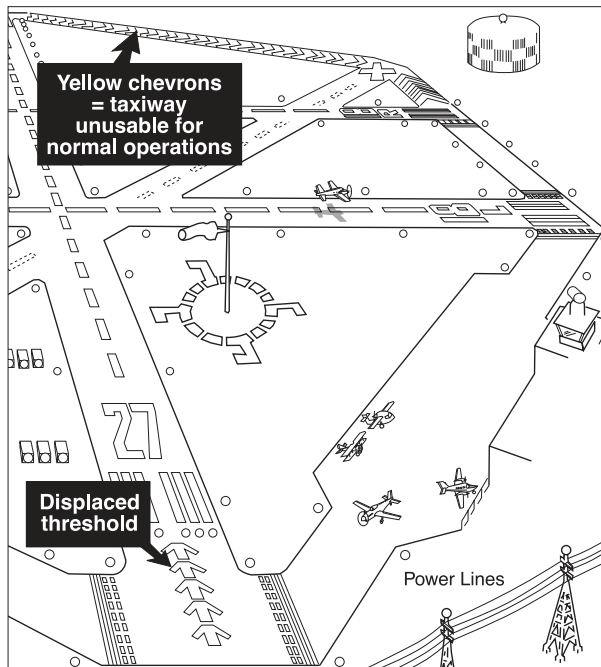 Yellow chevrons
= taxiway
unusable for
normal operations
27
Displaced
threshold
Power Lines